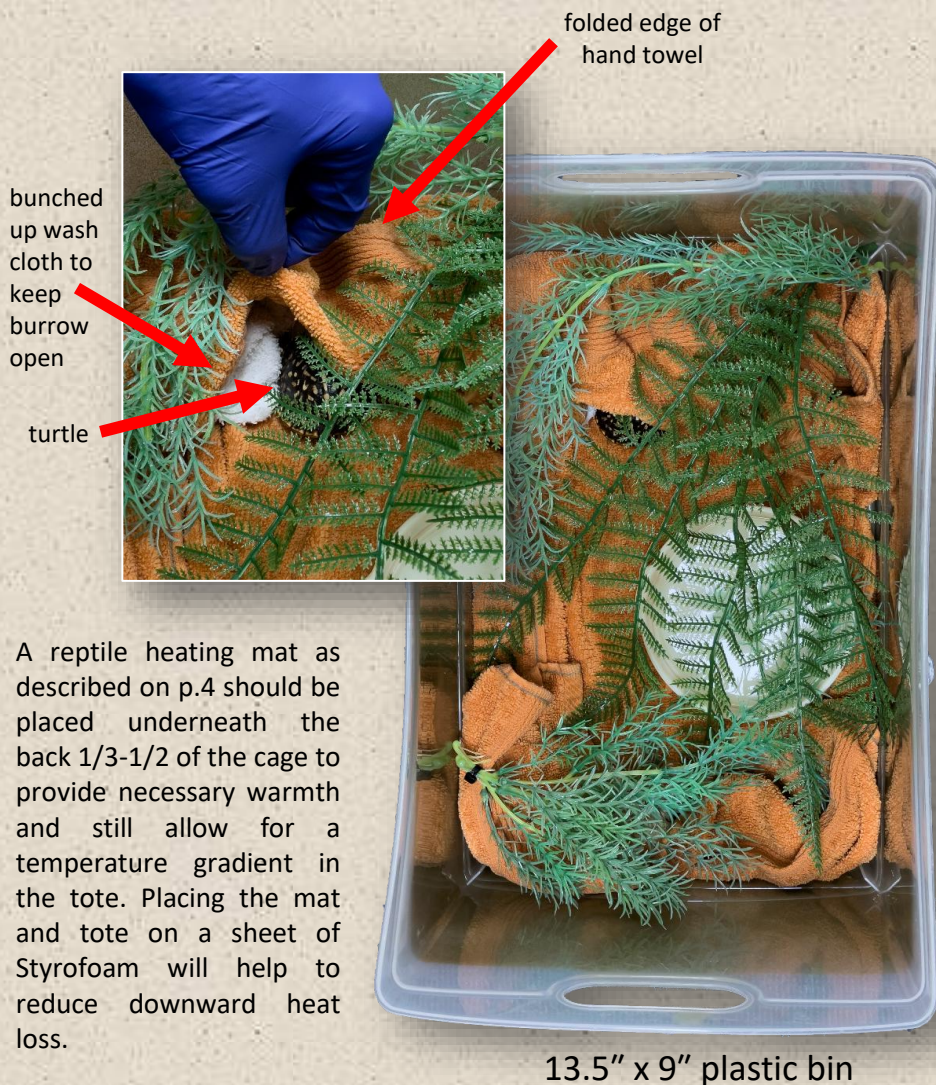 folded edge of
hand towel
bunched
up wash
cloth to
keep
burrow
open
turtle
A reptile heating mat as
described on p.4 should be
placed underneath the
back 1/3-1/2 of the cage to
provide necessary warmth
and still allow for a
temperature gradient in
the tote. Placing the mat
and tote on a sheet of
Styrofoam will help to
reduce downward heat
loss.
13.5″ x 9″ plastic bin